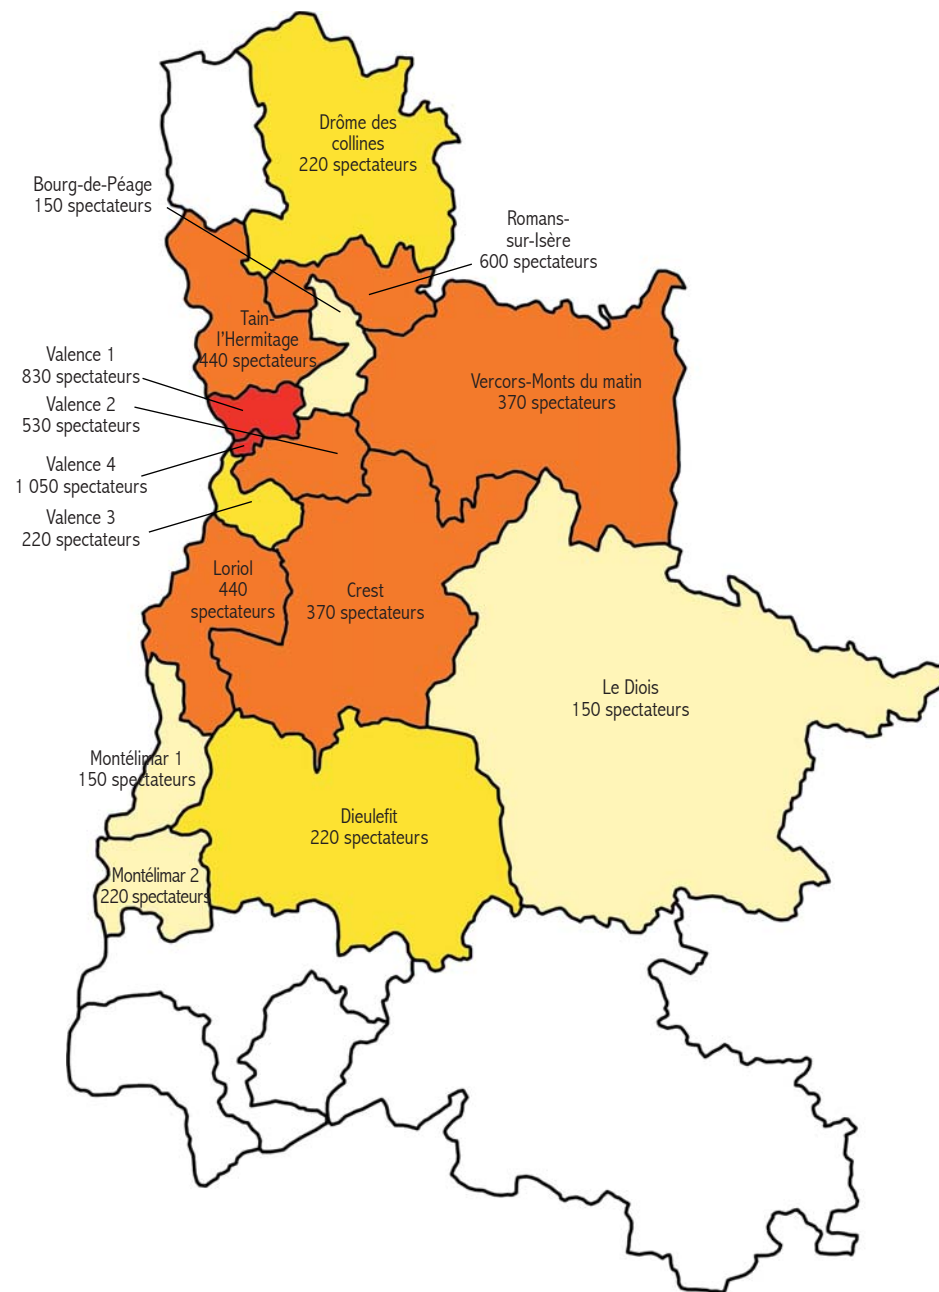 Drôme des
collines
220 spectateurs
Bourg-de-Péage
150 spectateurs
Romans-
sur-Isère
600 spectateurs
Tain-
l'Hermitage
440 spectateurs
Valence 1
830 spectateurs
Valence 2
530 spectateurs
Valence 4
1 050 spectateurs
Valence 3
220 spectateurs
Vercors-Monts du matin
370 spectateurs
Loriol
440
spectateurs
Crest
370 spectateurs
Le Diois
150 spectateurs
Montélimar 1
150 spectateurs
Dieulefit
220 spectateurs
Montélimar 2
220 spectateurs